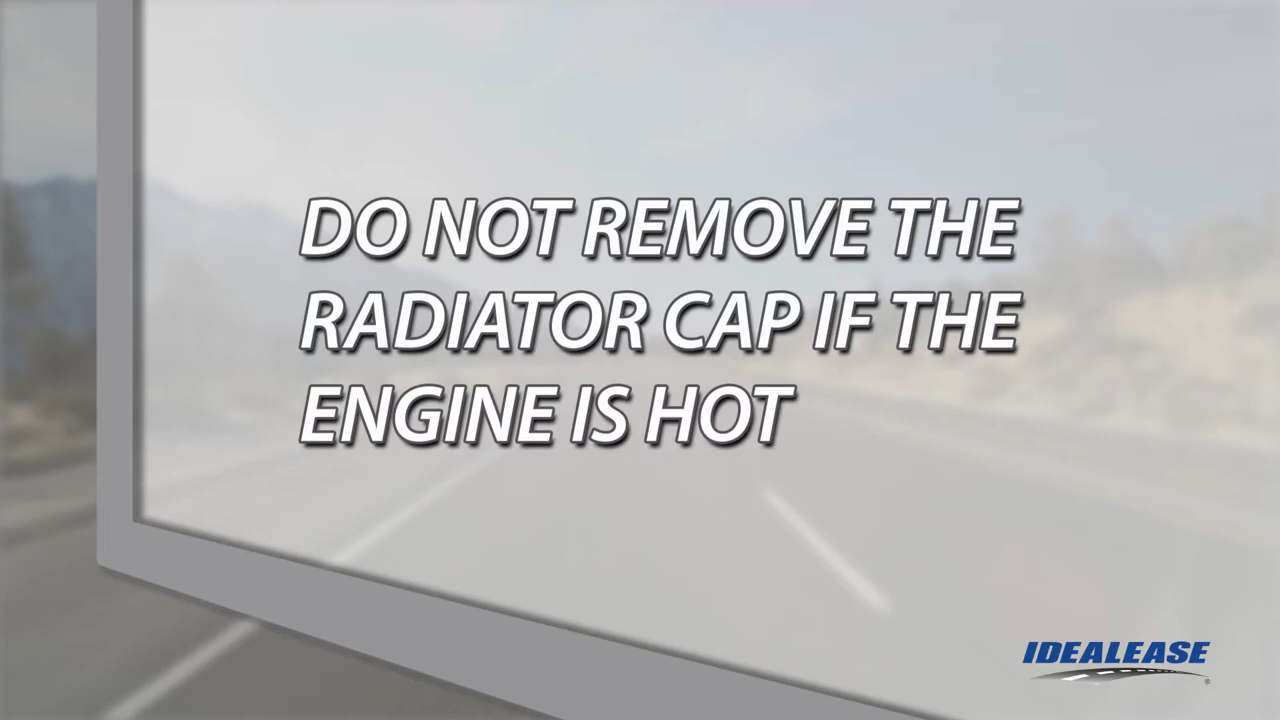 DO NOT REMOVE THE
RADIATOR CAP IF THE
ENGINE IS HOT
IDEALEASE
®